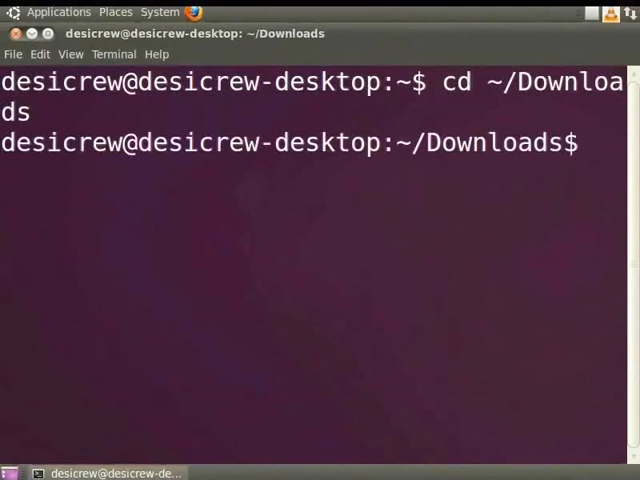 Applications Places System
desicrew@desicrew-desktop: ~/Downloads
File Edit View Terminal Help
desicrew@desicrew-desktop:~$ cd ~/Downloa
ds
desicrew@desicrew-desktop:~/Downloads$
desicrew@desicrew-de...